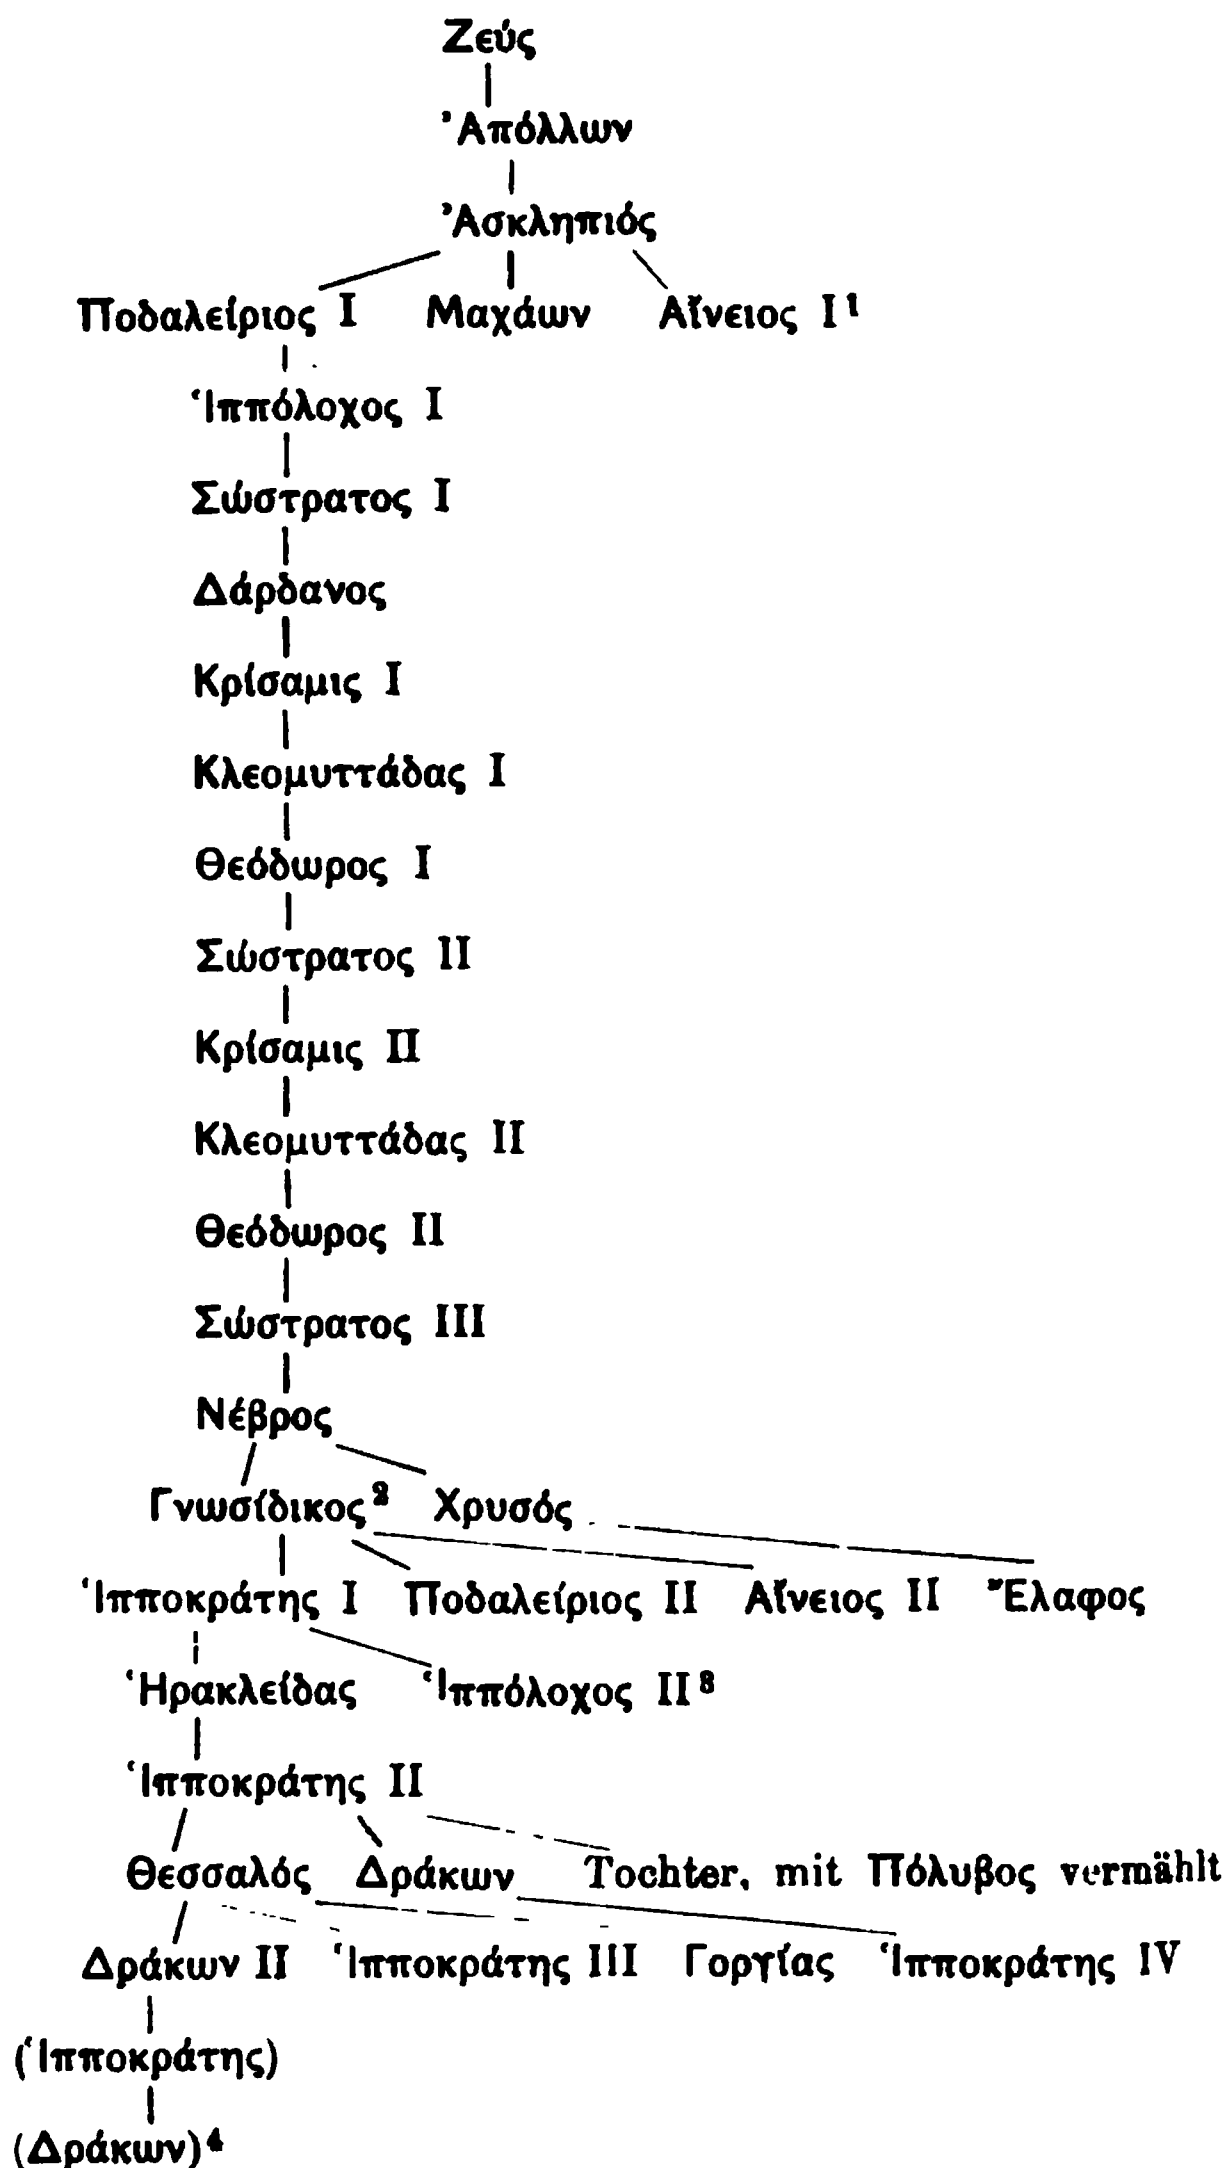 Ζεύς
Ἀπόλλων
Ἀσκληπιός
Ποδαλείριος I Μαχάων Αἴνειος I¹
Ἱππόλοχος I
Σώστρατος I
Δάρδανος
Κρίσαμις I
Κλεομυττάδας I
Θεόδωρος I
Σώστρατος II
Κρίσαμις II
Κλεομυττάδας II
Θεόδωρος II
Σώστρατος III
Νέβρος
Γνωσίδικος² Χρυσός
Ἱπποκράτης I Ποδαλείριος II Αἴνειος II Ἔλαφος
Ἡρακλείδας Ἱππόλοχος II³
Ἱπποκράτης II
Θεσσαλός Δράκων Tochter, mit Πόλυβος vermählt
Δράκων II Ἱπποκράτης III Γοργίας Ἱπποκράτης IV
(Ἱπποκράτης)
(Δράκων)⁴